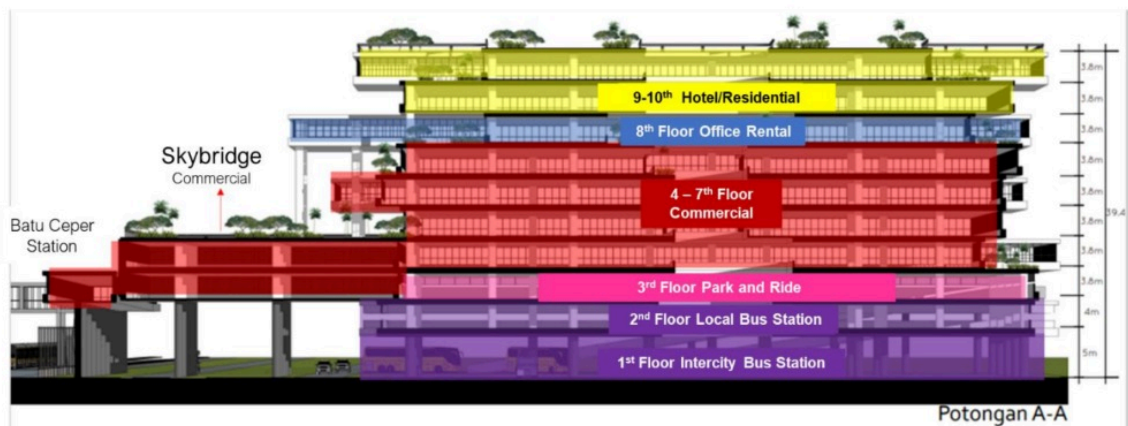 9-10th Hotel/Residential
8th Floor Office Rental
Skybridge
Commercial
4 – 7th Floor
Commercial
Batu Ceper
Station
3rd Floor Park and Ride
2nd Floor Local Bus Station
1st Floor Intercity Bus Station
3.8m
3.8m
3.8m
3.8m
3.8m
3.8m
3.8m
3.8m
4m
5m
39.4
Potongan A-A